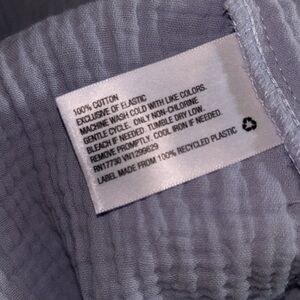 100% COTTON
EXCLUSIVE OF ELASTIC
MACHINE WASH COLD WITH LIKE COLORS.
GENTLE CYCLE. ONLY NON-CHLORINE
BLEACH IF NEEDED. TUMBLE DRY LOW.
REMOVE PROMPTLY. COOL IRON IF NEEDED.
RN17730 VN1299629
LABEL MADE FROM 100% RECYCLED PLASTIC